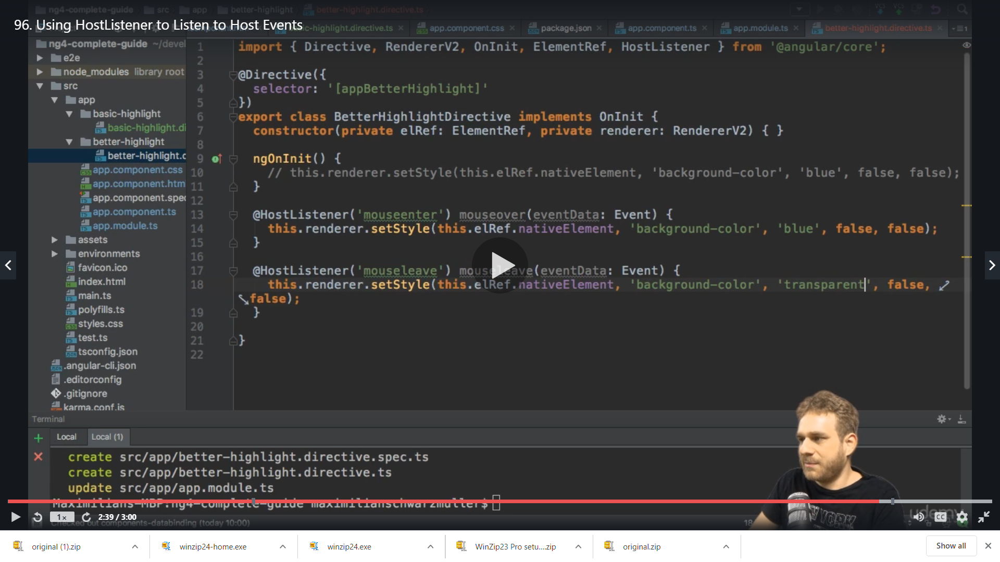 ng4-complete-guide src app better-highlight better-highlight.directive.ts
96. Using HostListener to Listen to Host Events
basic-highlight.directive.ts app.component.css package.json app.component.ts app.module.ts better-highlight.directive.ts
ng4-complete-guide ~/devel
e2e
node_modules library root
src
app
basic-highlight
basic-highlight.di
better-highlight
better-highlight.d
app.component.css
app.component.htm
app.component.spec
app.component.ts
app.module.ts
assets
environments
favicon.ico
index.html
main.ts
polyfills.ts
styles.css
test.ts
tsconfig.json
.angular-cli.json
.editorconfig
.gitignore
karma.conf.js
1 import { Directive, RendererV2, OnInit, ElementRef, HostListener } from '@angular/core';
2
3 @Directive({
4 selector: '[appBetterHighlight]'
5 })
6 export class BetterHighlightDirective implements OnInit {
7 constructor(private elRef: ElementRef, private renderer: RendererV2) { }
8
9 ngOnInit() {
10 // this.renderer.setStyle(this.elRef.nativeElement, 'background-color', 'blue', false, false);
11 }
12
13 @HostListener('mouseenter') mouseover(eventData: Event) {
14 this.renderer.setStyle(this.elRef.nativeElement, 'background-color', 'blue', false, false);
15 }
16
17 @HostListener('mouseleave') mouseleave(eventData: Event) {
18 this.renderer.setStyle(this.elRef.nativeElement, 'background-color', 'transparent', false,
false);
19 }
20
21 }
22
Terminal
Local Local (1)
create src/app/better-highlight.directive.spec.ts
create src/app/better-highlight.directive.ts
update src/app/app.module.ts
Maximilians-MBP:ng4-complete-guide maximilianschwarzmuller$
1x 2:39 / 3:00 CC
Checked out components-databinding (today 10:00)
udemy
YORK
original (1).zip winzip24-home.exe winzip24.exe WinZip23 Pro setu....zip original.zip Show all